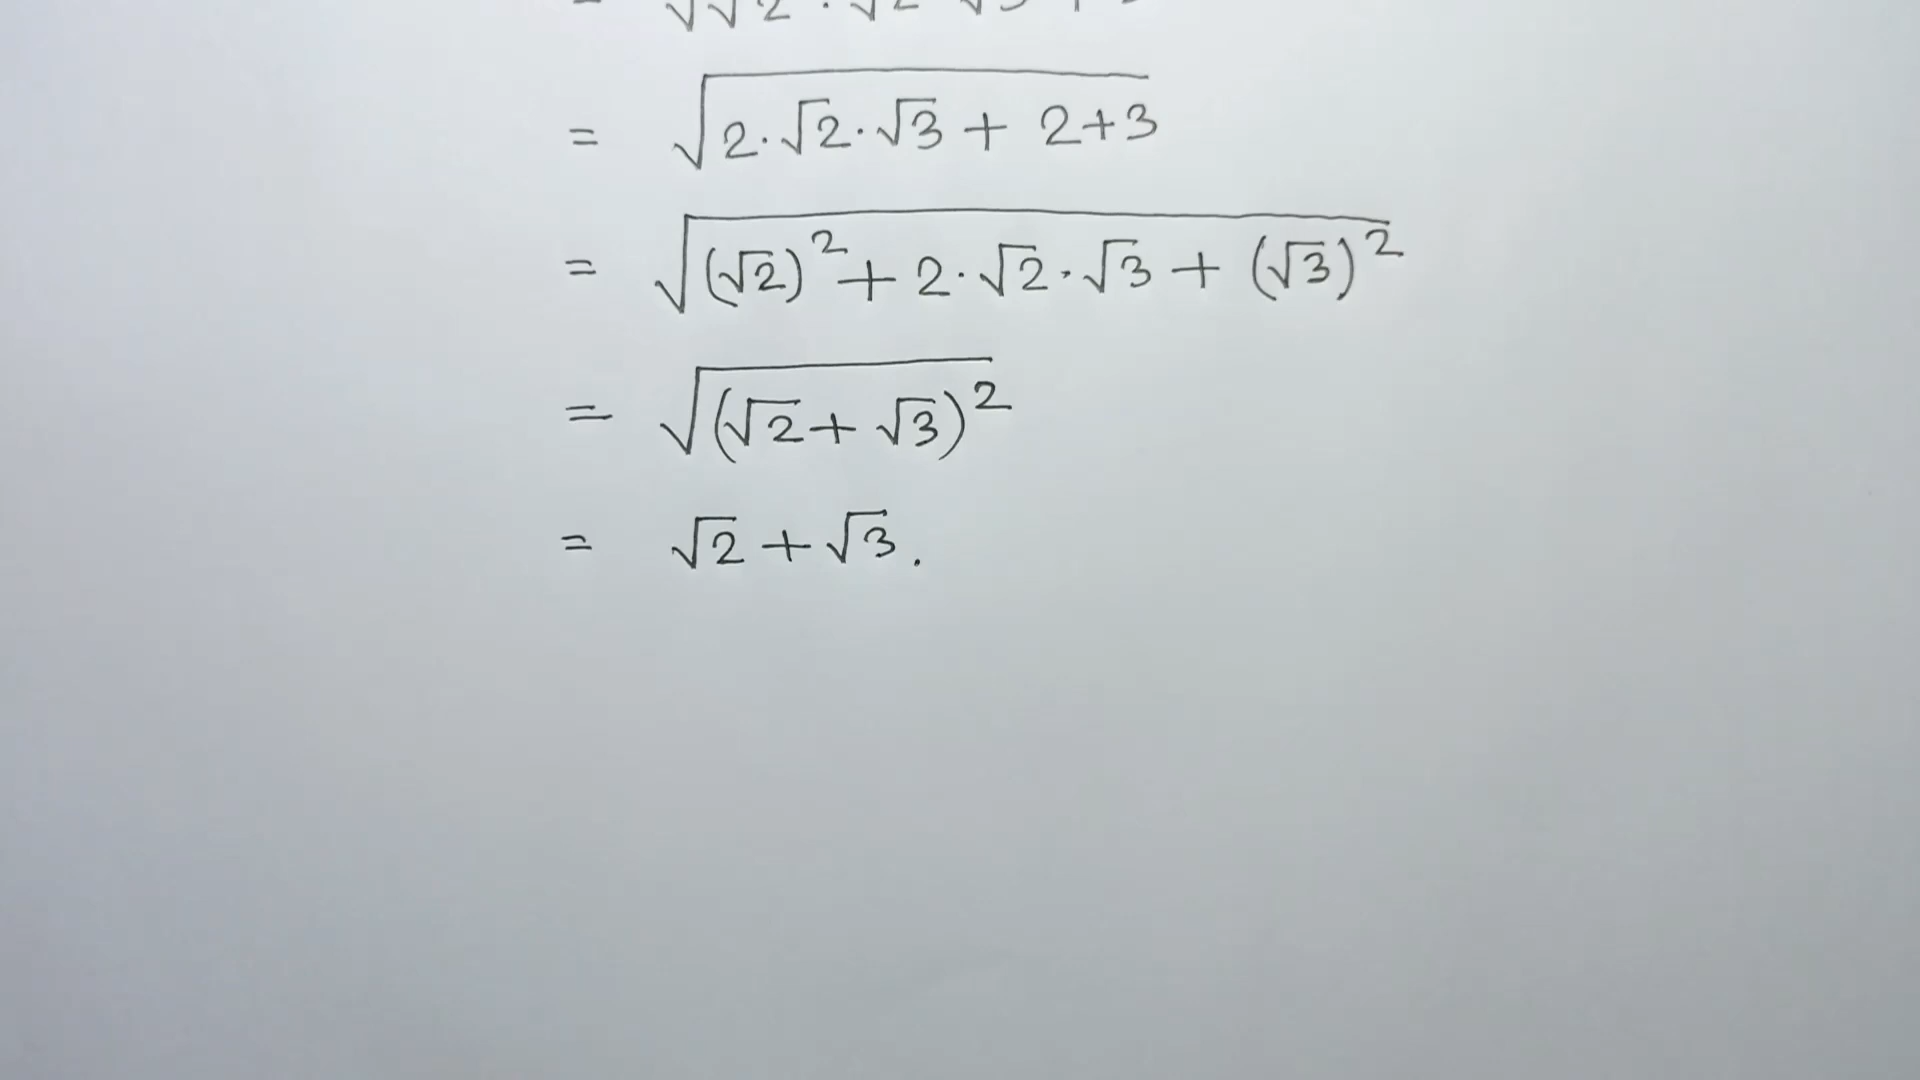 = √(2·√2·√3 + 2+3)
= √((√2)² + 2·√2·√3 + (√3)²)
= √((√2 + √3)²)
= √2 + √3.